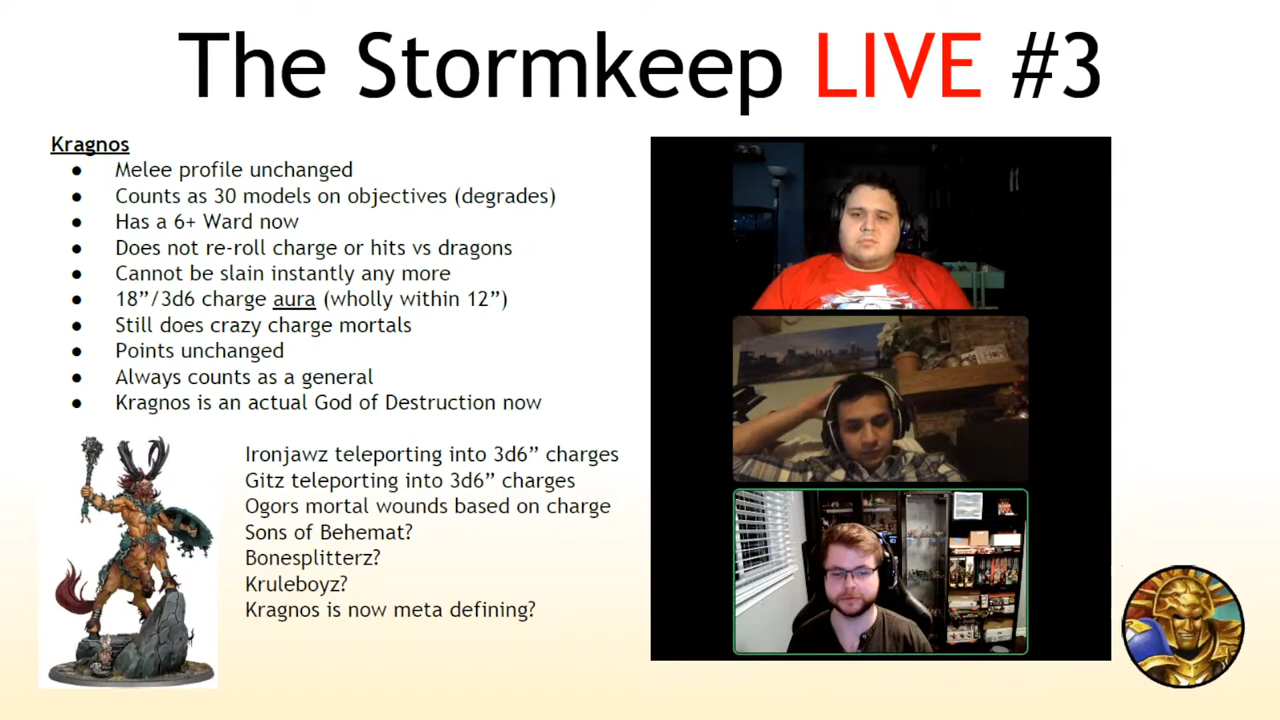 The Stormkeep LIVE #3
Kragnos
● Melee profile unchanged
● Counts as 30 models on objectives (degrades)
● Has a 6+ Ward now
● Does not re-roll charge or hits vs dragons
● Cannot be slain instantly any more
● 18”/3d6 charge aura (wholly within 12”)
● Still does crazy charge mortals
● Points unchanged
● Always counts as a general
● Kragnos is an actual God of Destruction now
Ironjawz teleporting into 3d6” charges
Gitz teleporting into 3d6” charges
Ogors mortal wounds based on charge
Sons of Behemat?
Bonesplitterz?
Kruleboyz?
Kragnos is now meta defining?